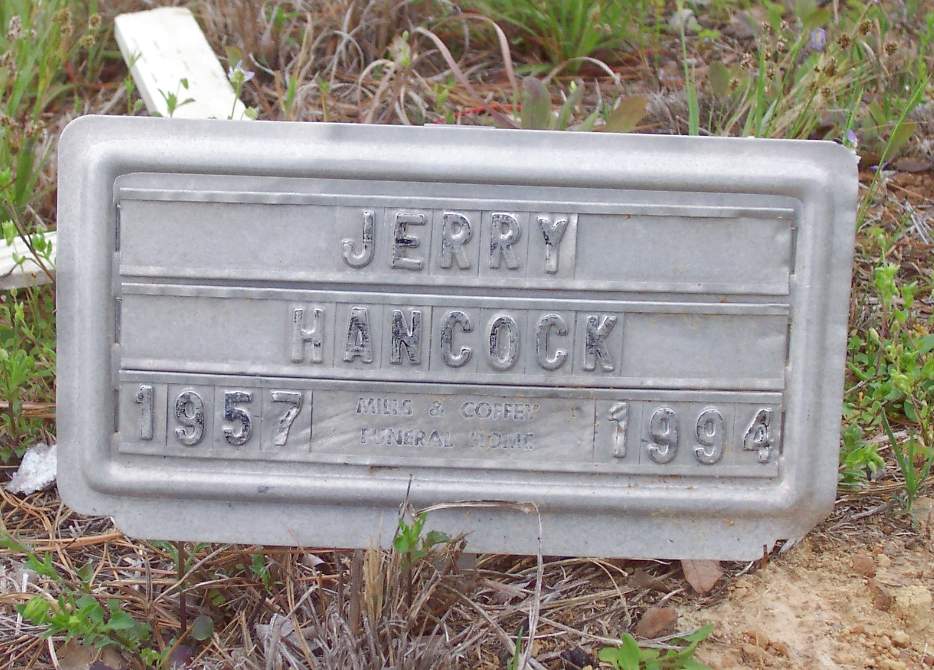 JERRY
HANCOCK
1957 MILLS & COFFEY 1994
FUNERAL HOME